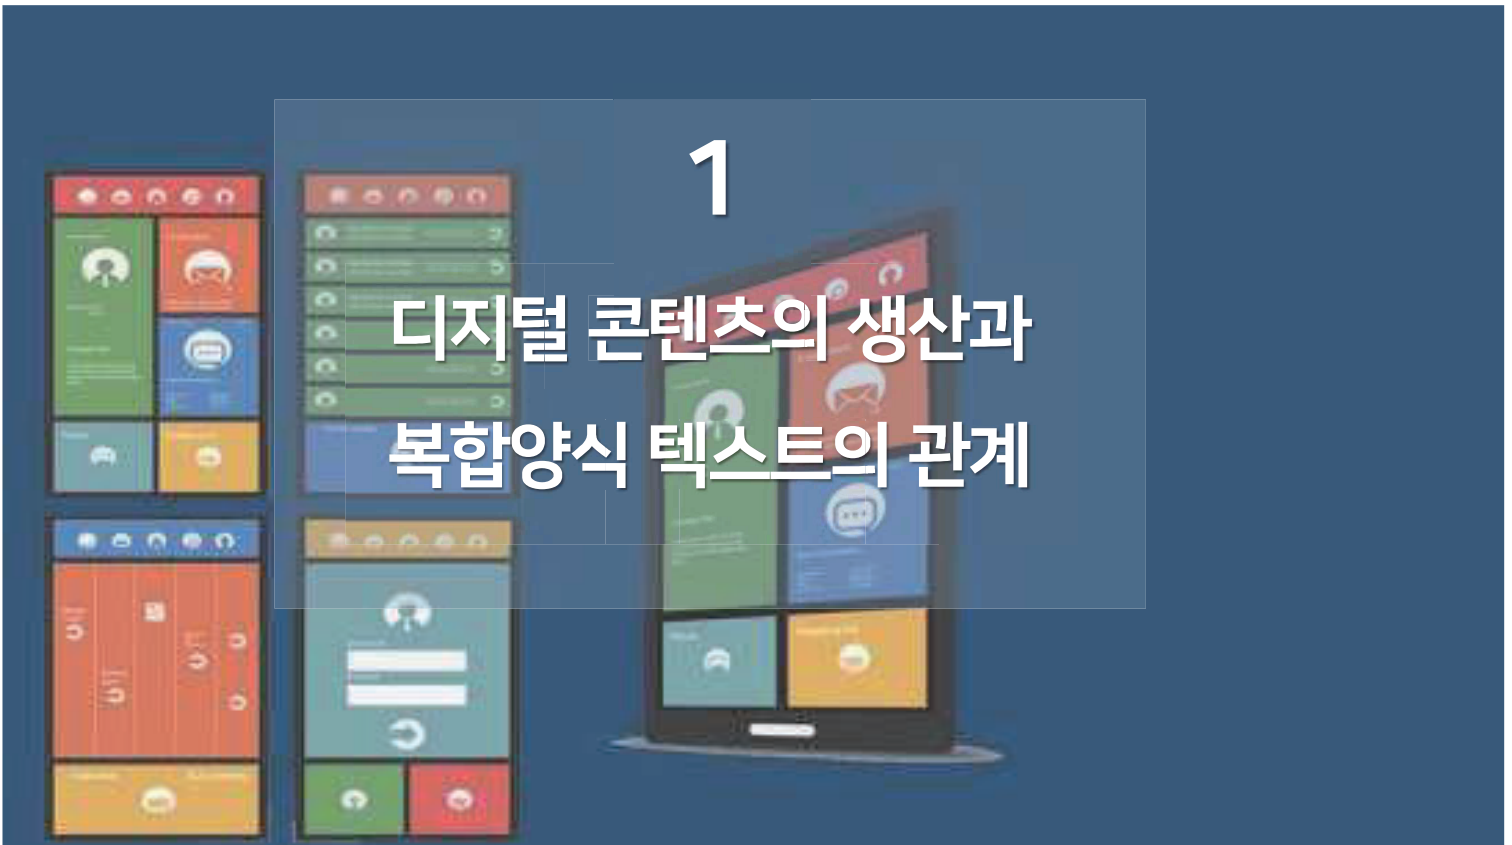 1
디지털 콘텐츠의 생산과
복합양식 텍스트의 관계